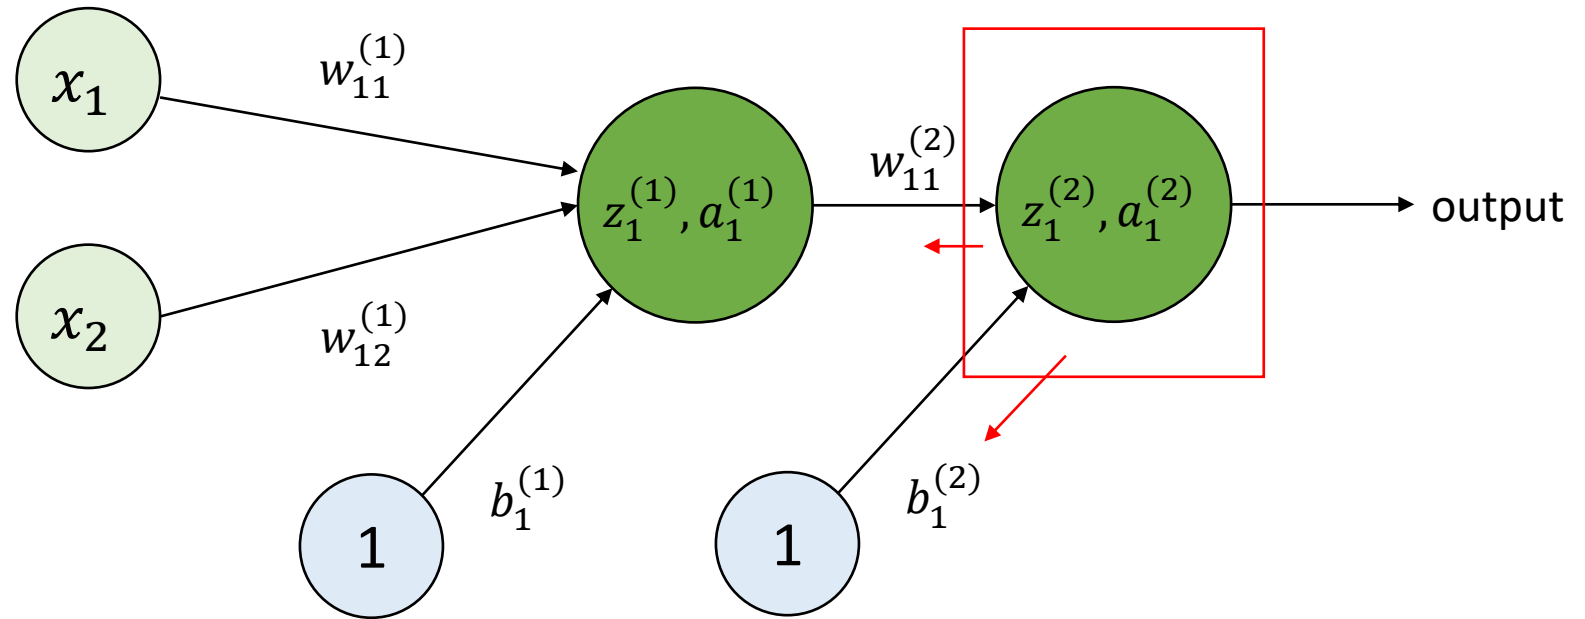 x₁
w₁₁⁽¹⁾
z₁⁽¹⁾, a₁⁽¹⁾
w₁₁⁽²⁾
z₁⁽²⁾, a₁⁽²⁾
output
x₂
w₁₂⁽¹⁾
1
b₁⁽¹⁾
1
b₁⁽²⁾